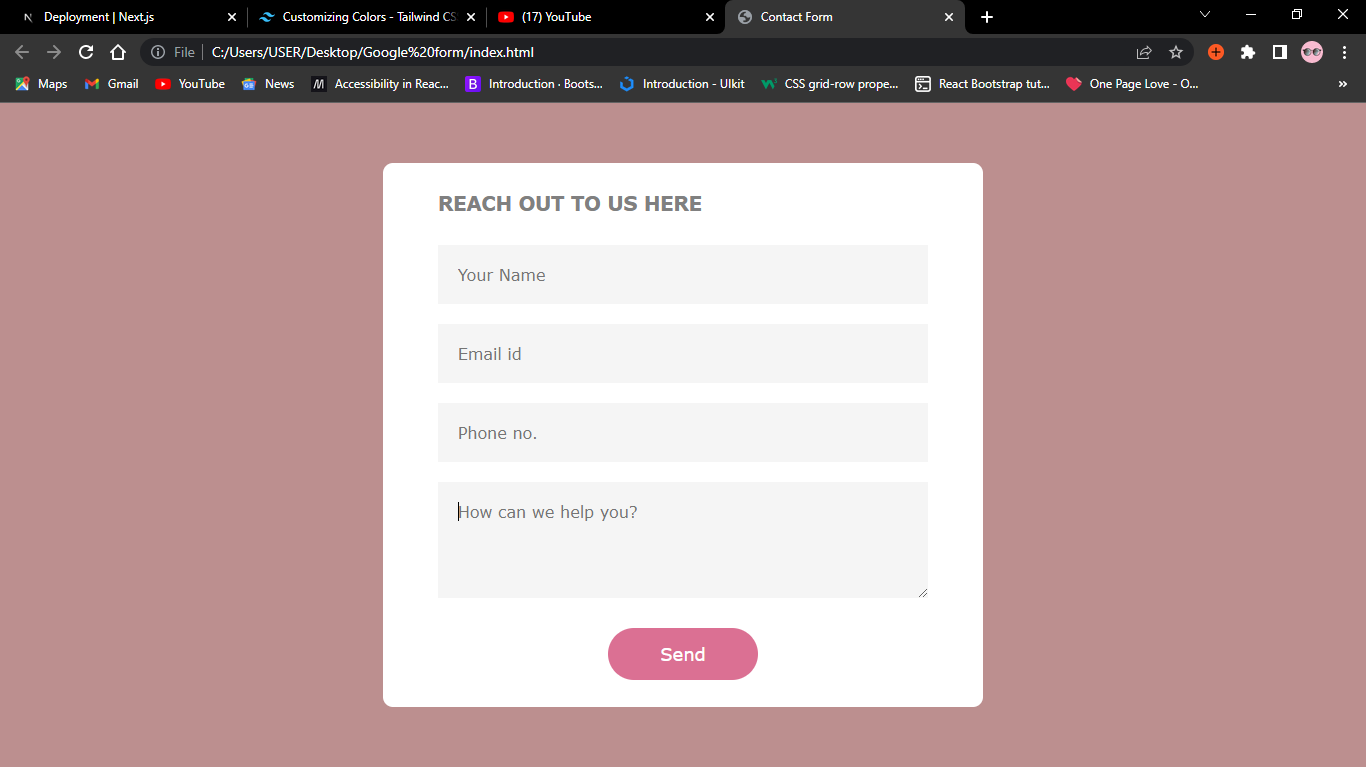 Deployment | Next.js
Customizing Colors - Tailwind CS
(17) YouTube
Contact Form
File
C:/Users/USER/Desktop/Google%20form/index.html
Maps
Gmail
YouTube
News
Accessibility in Reac...
B
Introduction · Boots...
Introduction - UIkit
CSS grid-row prope...
React Bootstrap tut...
One Page Love - O...
REACH OUT TO US HERE
Your Name
Email id
Phone no.
How can we help you?
Send